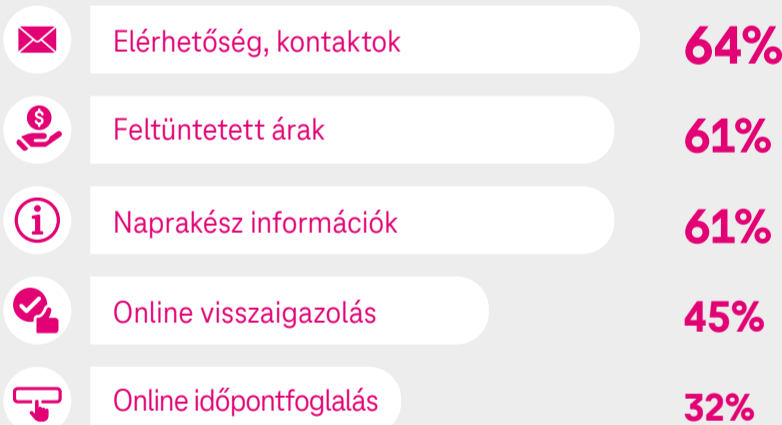 Elérhetőség, kontaktok 64%
Feltüntetett árak 61%
Naprakész információk 61%
Online visszaigazolás 45%
Online időpontfoglalás 32%